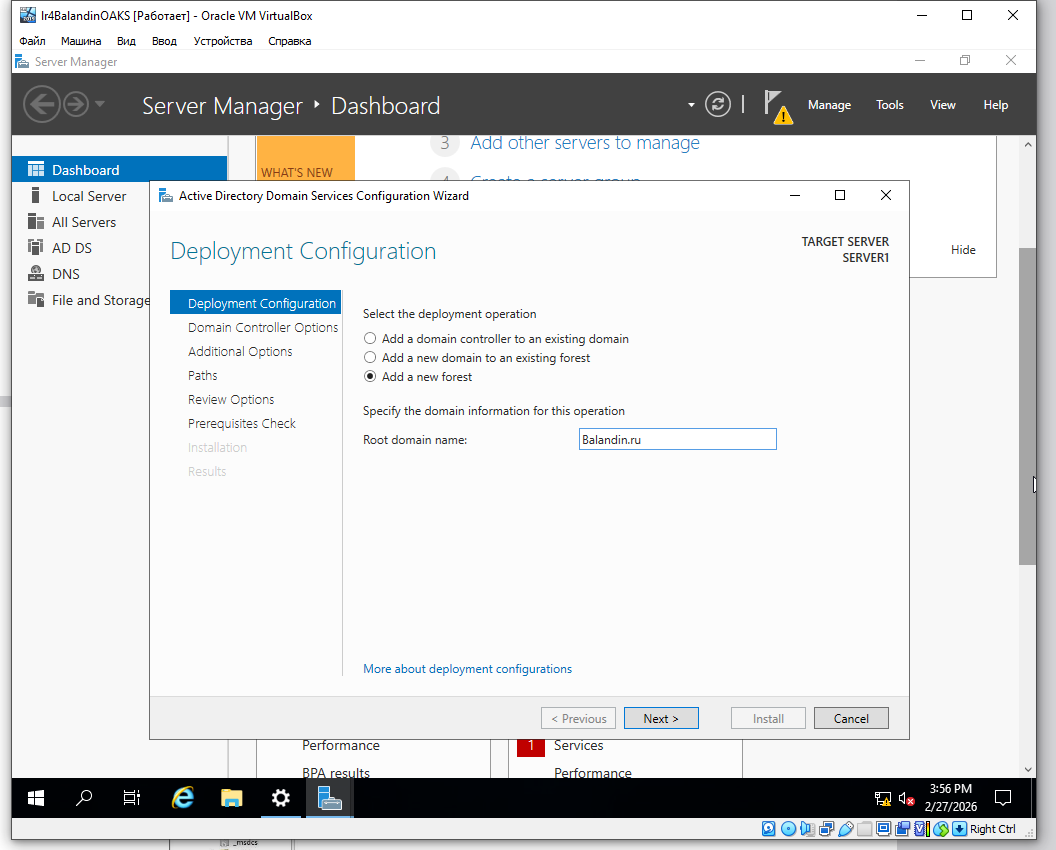 lr4BalandinOAKS [Работает] - Oracle VM VirtualBox
Файл Машина Вид Ввод Устройства Справка
Server Manager
Server Manager Dashboard
Manage Tools View Help
3 Add other servers to manage
4 Create a server group
WHAT'S NEW
Hide
Dashboard
Local Server
All Servers
AD DS
DNS
File and Storage
Active Directory Domain Services Configuration Wizard
Deployment Configuration
TARGET SERVER
SERVER1
Deployment Configuration
Domain Controller Options
Additional Options
Paths
Review Options
Prerequisites Check
Installation
Results
Select the deployment operation
Add a domain controller to an existing domain
Add a new domain to an existing forest
Add a new forest
Specify the domain information for this operation
Root domain name: Balandin.ru
More about deployment configurations
< Previous Next > Install Cancel
Performance
BPA results
1 Services
Performance
3:56 PM
2/27/2026
Right Ctrl
_msdcs